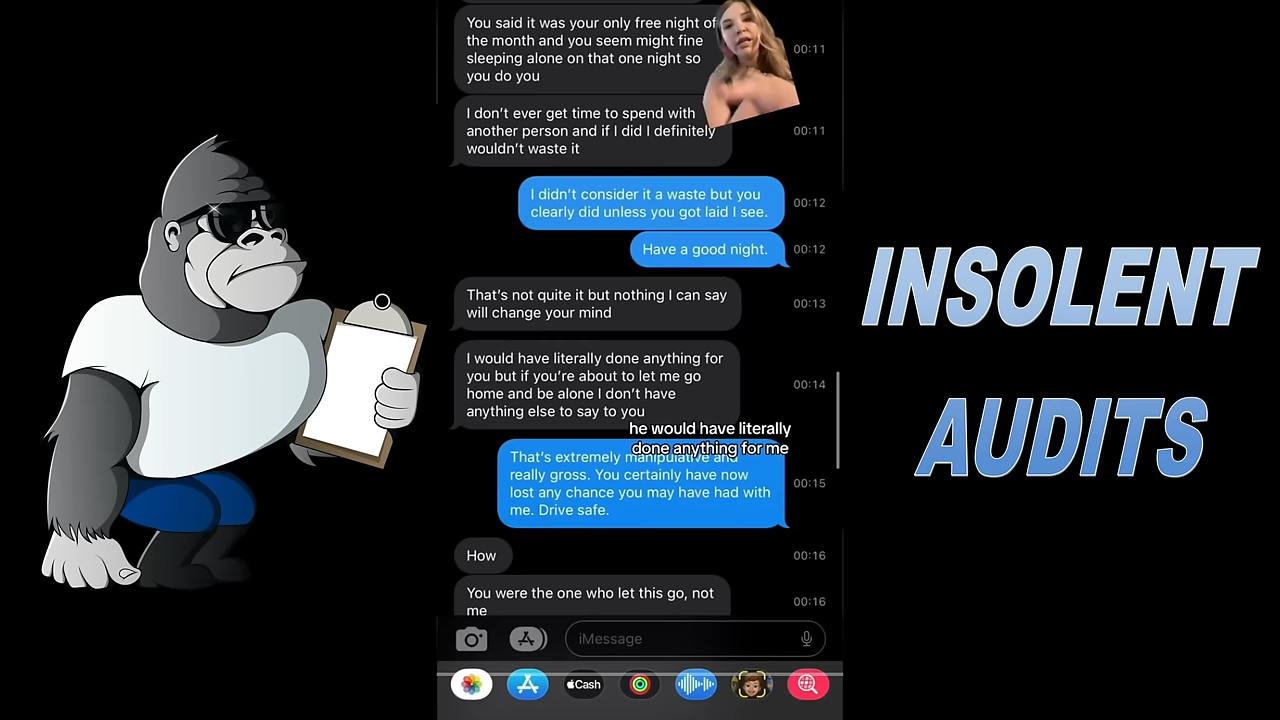 You said it was your only free night of
the month and you seem might fine
sleeping alone on that one night so
you do you
00:11
I don't ever get time to spend with
another person and if I did I definitely
wouldn't waste it
00:11
I didn't consider it a waste but you
clearly did unless you got laid I see.
00:12
Have a good night.
00:12
That's not quite it but nothing I can say
will change your mind
00:13
I would have literally done anything for
you but if you're about to let me go
home and be alone I don't have
anything else to say to you
00:14
he would have literally
done anything for me
That's extremely manipulative and
really gross. You certainly have now
lost any chance you may have had with
me. Drive safe.
00:15
How
00:16
You were the one who let this go, not
me
00:16
iMessage
Cash
INSOLENT
AUDITS